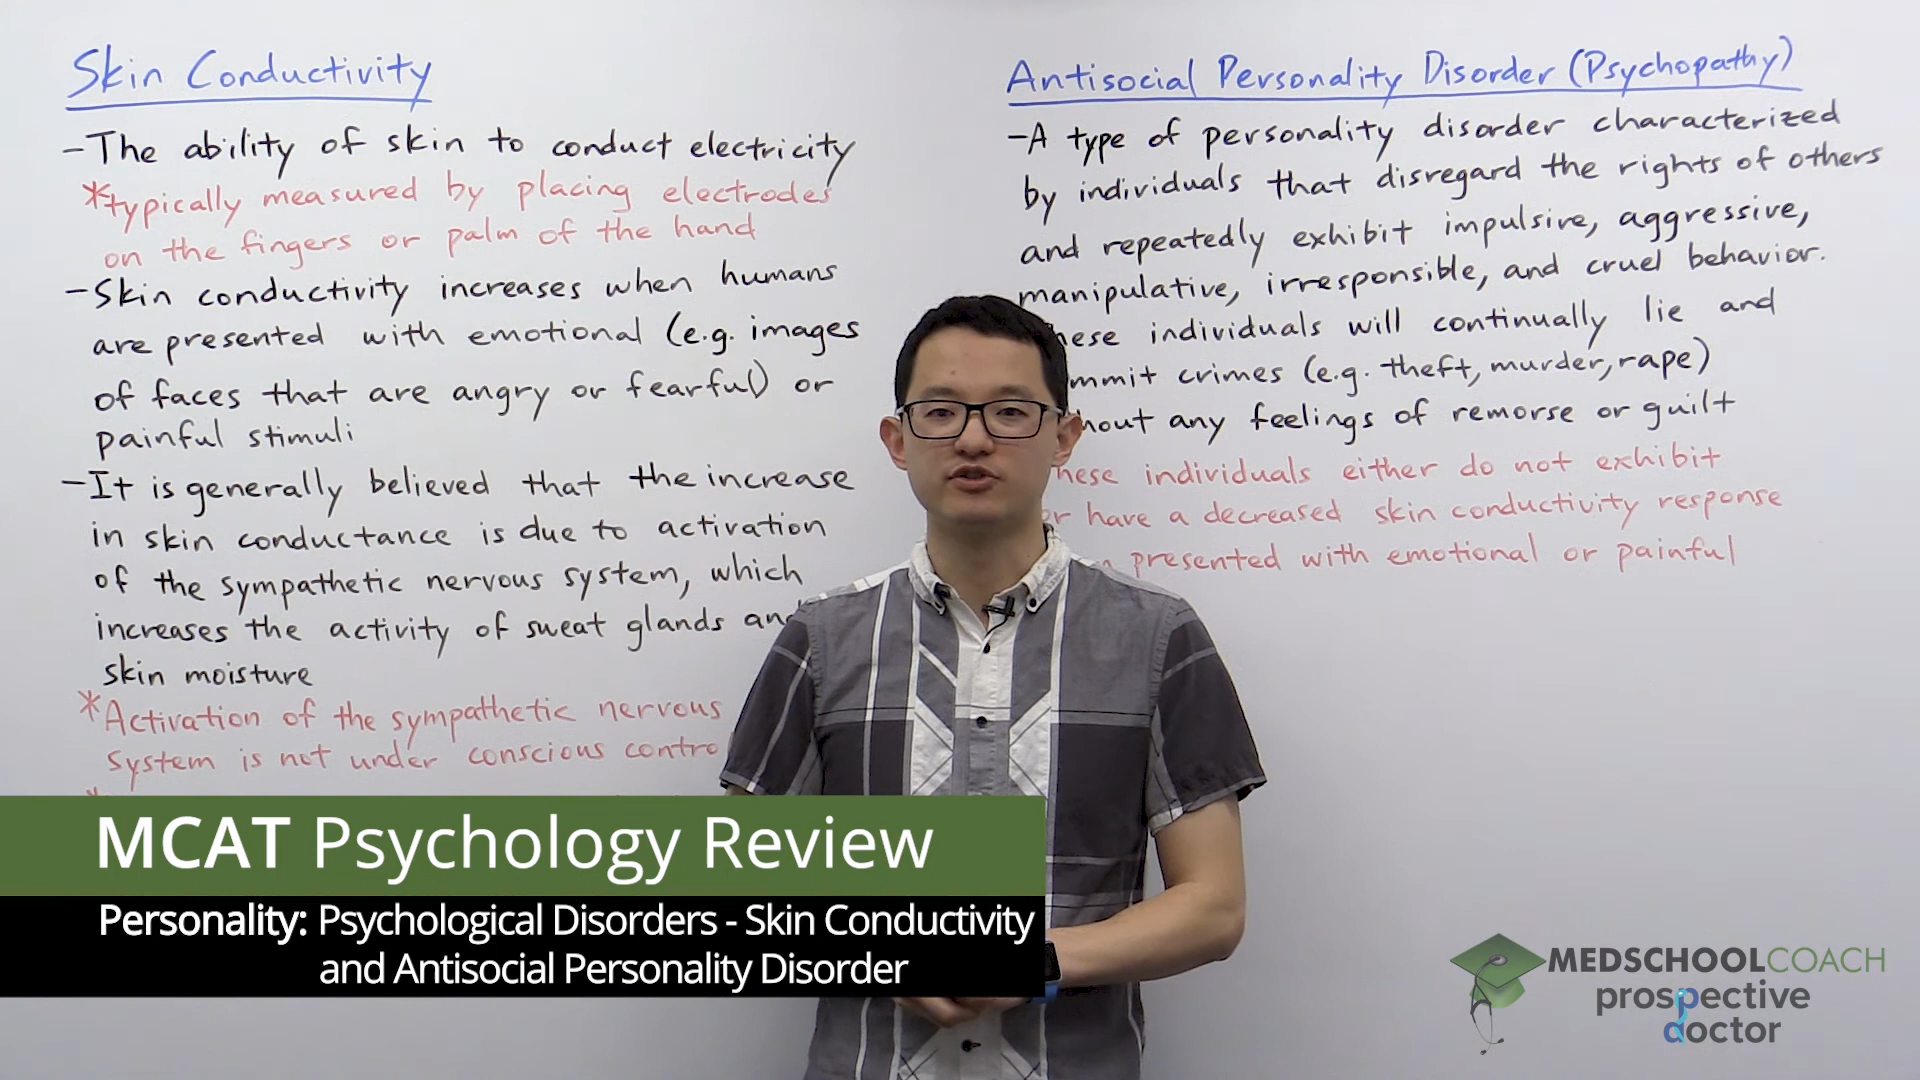 Skin Conductivity
-The ability of skin to conduct electricity
*typically measured by placing electrodes
on the fingers or palm of the hand
-Skin conductivity increases when humans
are presented with emotional (e.g. images
of faces that are angry or fearful) or
painful stimuli
-It is generally believed that the increase
in skin conductance is due to activation
of the sympathetic nervous system, which
increases the activity of sweat glands
skin moisture
*Activation of the sympathetic nervous
system is not under conscious
Antisocial Personality Disorder (Psychopathy)
-A type of personality disorder characterized
by individuals that disregard the rights of others
and repeatedly exhibit impulsive, aggressive,
manipulative, irresponsible, and cruel behavior.
individuals will continually lie and
crimes (e.g. theft, murder, rape)
any feelings of remorse or guilt
individuals either do not exhibit
or have a decreased skin conductivity response
presented with emotional or painful
MCAT Psychology Review
Personality: Psychological Disorders - Skin Conductivity
and Antisocial Personality Disorder
MEDSCHOOLCOACH
prospective
doctor